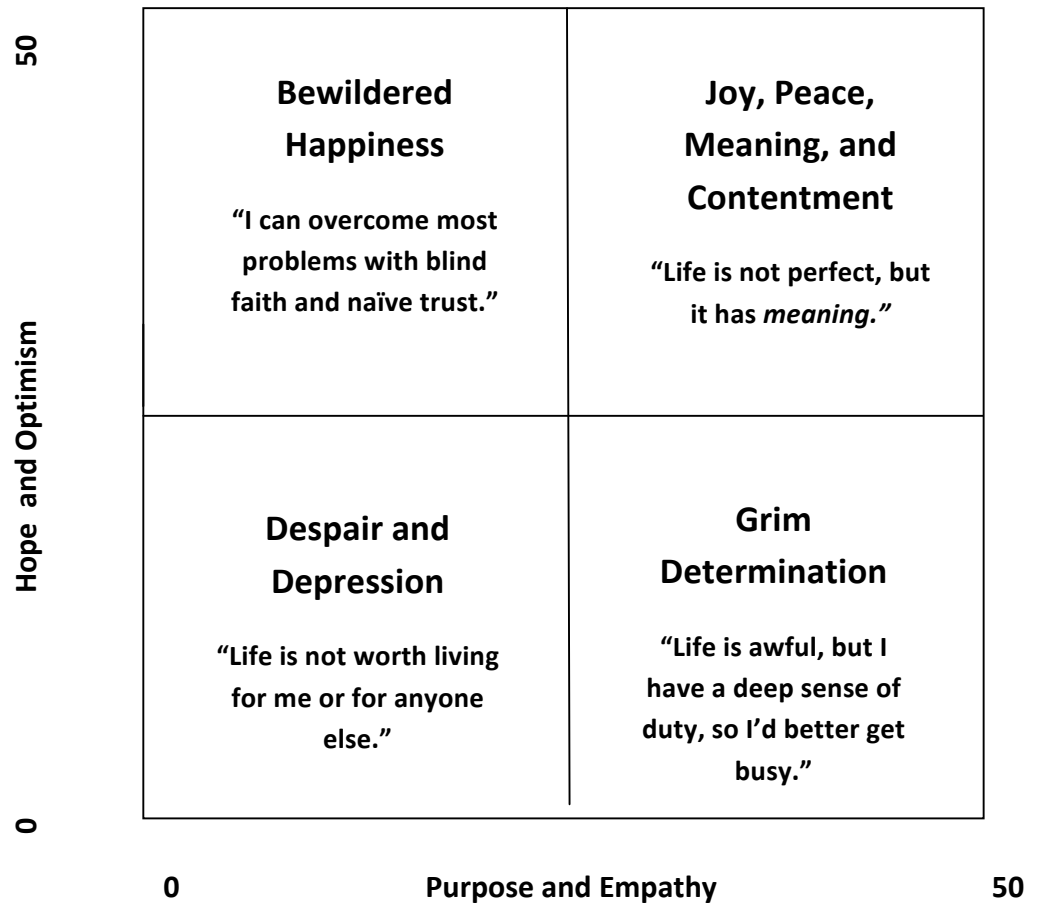 50
Bewildered
Happiness
“I can overcome most
problems with blind
faith and naïve trust.”
Joy, Peace,
Meaning, and
Contentment
“Life is not perfect, but
it has meaning.”
Hope and Optimism
Despair and
Depression
“Life is not worth living
for me or for anyone
else.”
Grim
Determination
“Life is awful, but I
have a deep sense of
duty, so I’d better get
busy.”
0
0
Purpose and Empathy
50